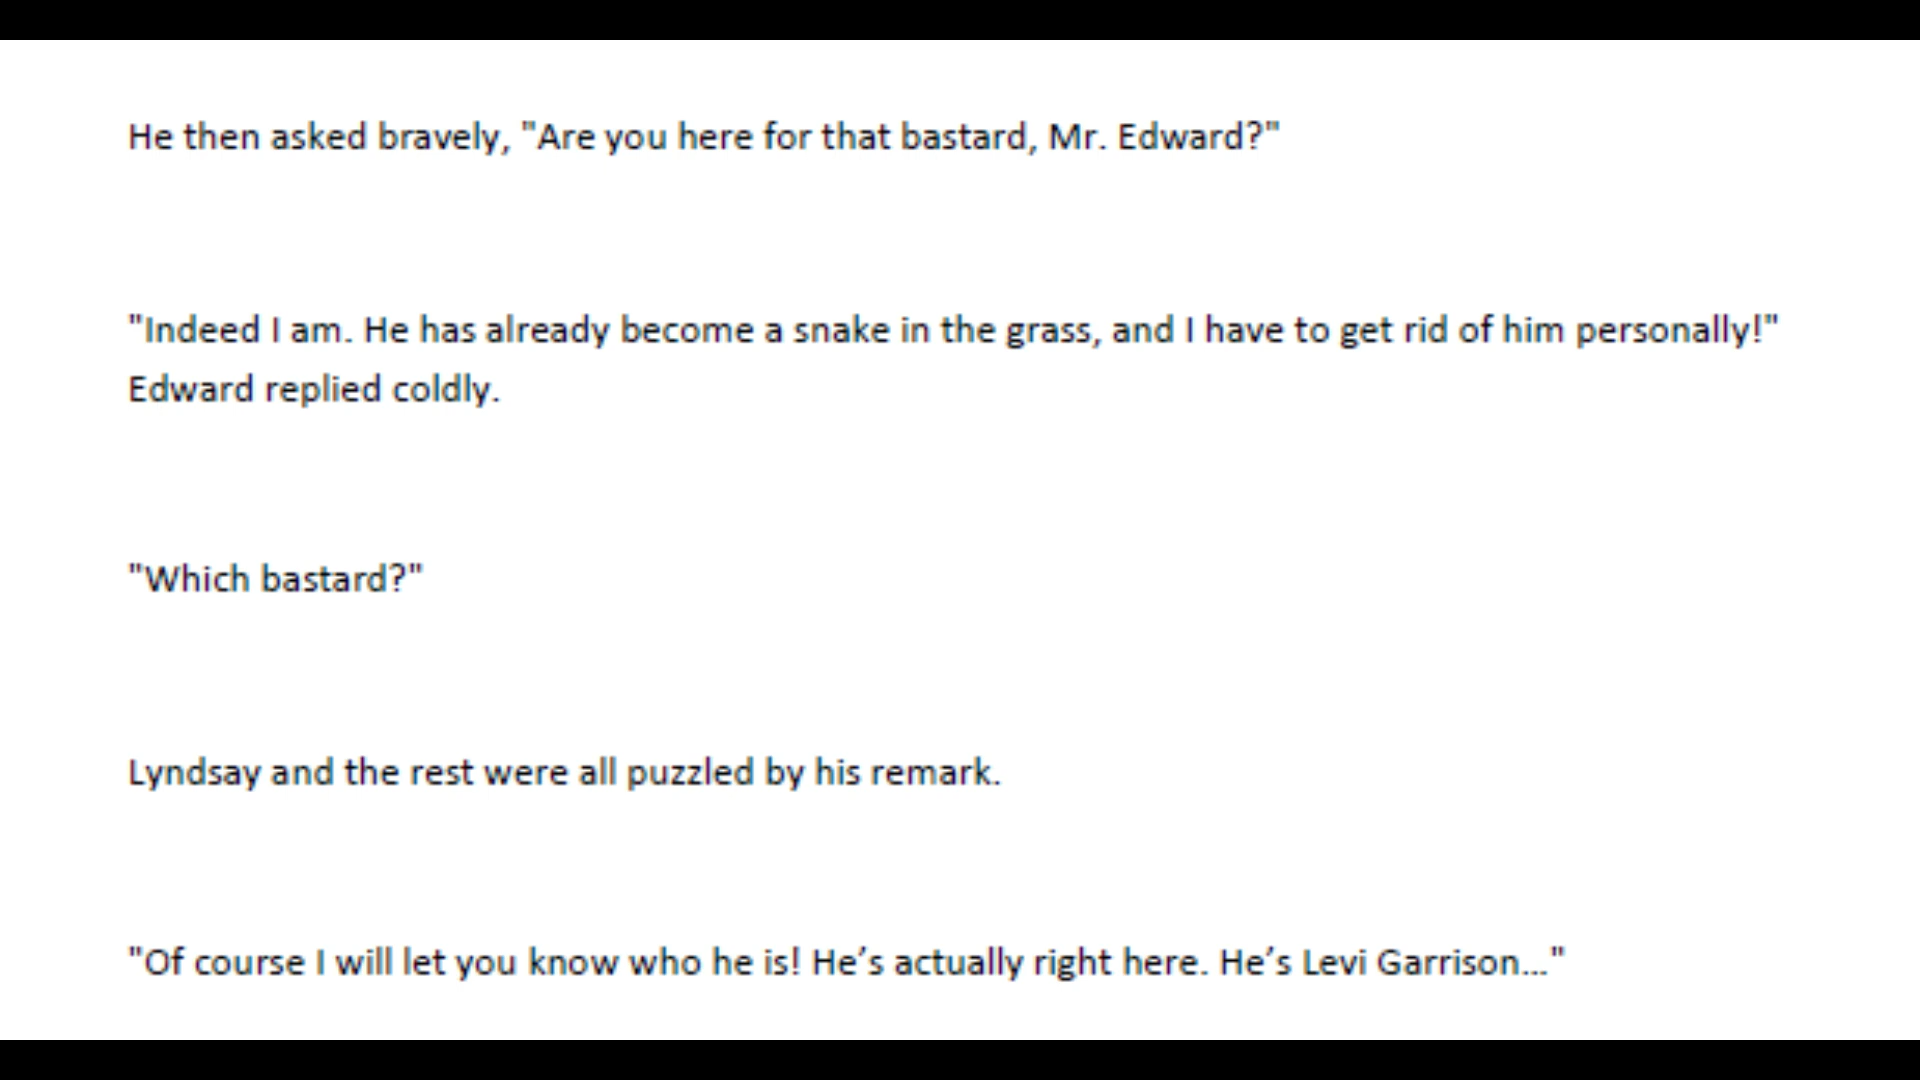 He then asked bravely, "Are you here for that bastard, Mr. Edward?"
"Indeed I am. He has already become a snake in the grass, and I have to get rid of him personally!"
Edward replied coldly.
"Which bastard?"
Lyndsay and the rest were all puzzled by his remark.
"Of course I will let you know who he is! He’s actually right here. He’s Levi Garrison..."